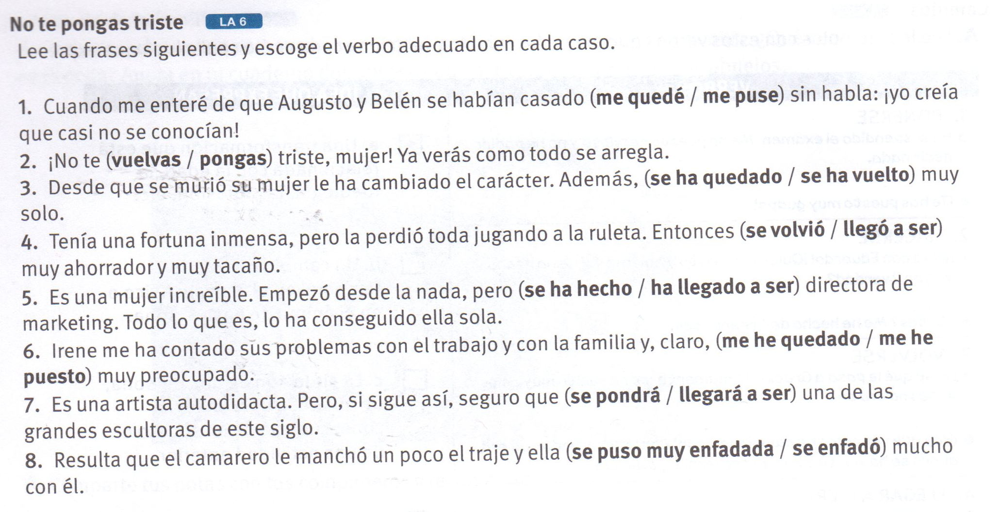 No te pongas triste LA 6
Lee las frases siguientes y escoge el verbo adecuado en cada caso.
1. Cuando me enteré de que Augusto y Belén se habían casado (me quedé / me puse) sin habla: ¡yo creía
que casi no se conocían!
2. ¡No te (vuelvas / pongas) triste, mujer! Ya verás como todo se arregla.
3. Desde que se murió su mujer le ha cambiado el carácter. Además, (se ha quedado / se ha vuelto) muy
solo.
4. Tenía una fortuna inmensa, pero la perdió toda jugando a la ruleta. Entonces (se volvió / llegó a ser)
muy ahorrador y muy tacaño.
5. Es una mujer increíble. Empezó desde la nada, pero (se ha hecho / ha llegado a ser) directora de
marketing. Todo lo que es, lo ha conseguido ella sola.
6. Irene me ha contado sus problemas con el trabajo y con la familia y, claro, (me he quedado / me he
puesto) muy preocupado.
7. Es una artista autodidacta. Pero, si sigue así, seguro que (se pondrá / llegará a ser) una de las
grandes escultoras de este siglo.
8. Resulta que el camarero le manchó un poco el traje y ella (se puso muy enfadada / se enfadó) mucho
con él.